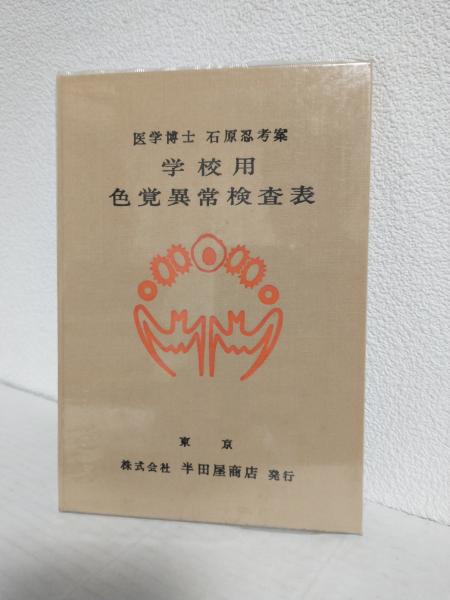 医学博士 石原忍考案
学校用
色覚異常検査表
東京
株式会社 半田屋商店 発行